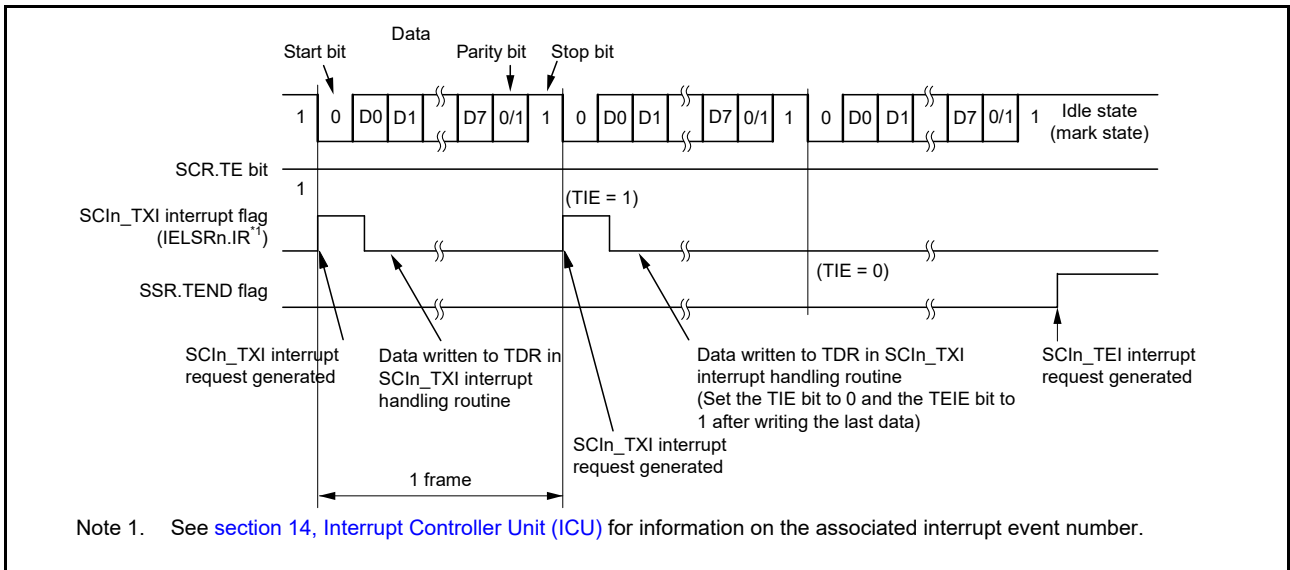 Data
Start bit
Parity bit
Stop bit
1 0 D0 D1 D7 0/1 1 0 D0 D1 D7 0/1 1 0 D0 D1 D7 0/1 1 Idle state
(mark state)
SCR.TE bit
1
(TIE = 1)
SCIn_TXI interrupt flag
(IELSRn.IR*1)
(TIE = 0)
SSR.TEND flag
SCIn_TXI interrupt
request generated
Data written to TDR in
SCIn_TXI interrupt
handling routine
Data written to TDR in SCIn_TXI
interrupt handling routine
(Set the TIE bit to 0 and the TEIE bit to
1 after writing the last data)
SCIn_TEI interrupt
request generated
SCIn_TXI interrupt
request generated
1 frame
Note 1. See section 14, Interrupt Controller Unit (ICU) for information on the associated interrupt event number.